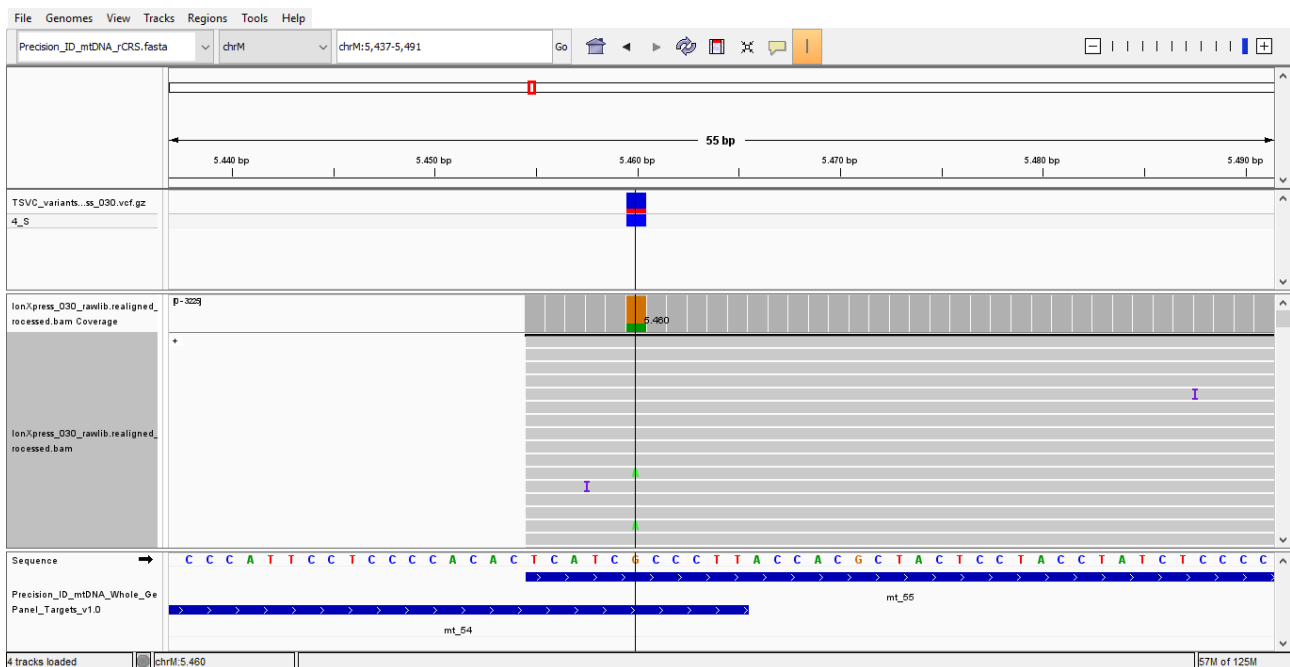 File Genomes View Tracks Regions Tools Help
Precision_ID_mtDNA_rCRS.fasta chrM chrM:5,437-5,491 Go
55 bp
5.440 bp 5.450 bp 5.460 bp 5.470 bp 5.480 bp 5.490 bp
TSVC_variants...ss_030.vcf.gz
4_S
IonXpress_030_rawlib.realigned_
rocessed.bam Coverage
[0-3225]
5.460
IonXpress_030_rawlib.realigned_
rocessed.bam
I
A
I
A
Sequence C C C A T T C C T C C C C A C A C T C A T C G C C C T T A C C A C G C T A C T C C T A C C T A T C T C C C C
Precision_ID_mtDNA_Whole_Ge
Panel_Targets_v1.0
mt_55
mt_54
4 tracks loaded chrM:5.460 57M of 125M